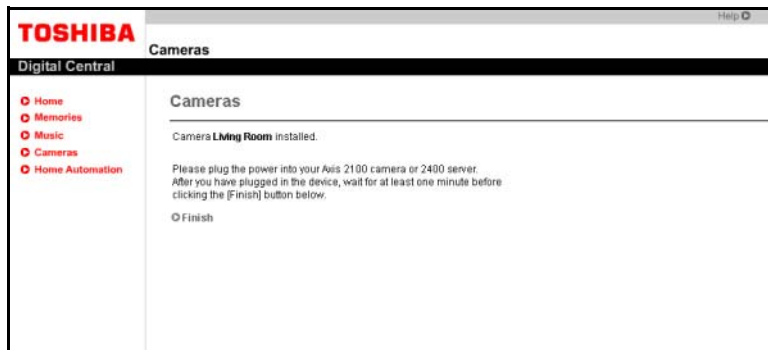 Help
TOSHIBA
Cameras
Digital Central
Home
Memories
Music
Cameras
Home Automation
Cameras
Camera Living Room installed.
Please plug the power into your Axis 2100 camera or 2400 server.
After you have plugged in the device, wait for at least one minute before
clicking the [Finish] button below.
Finish